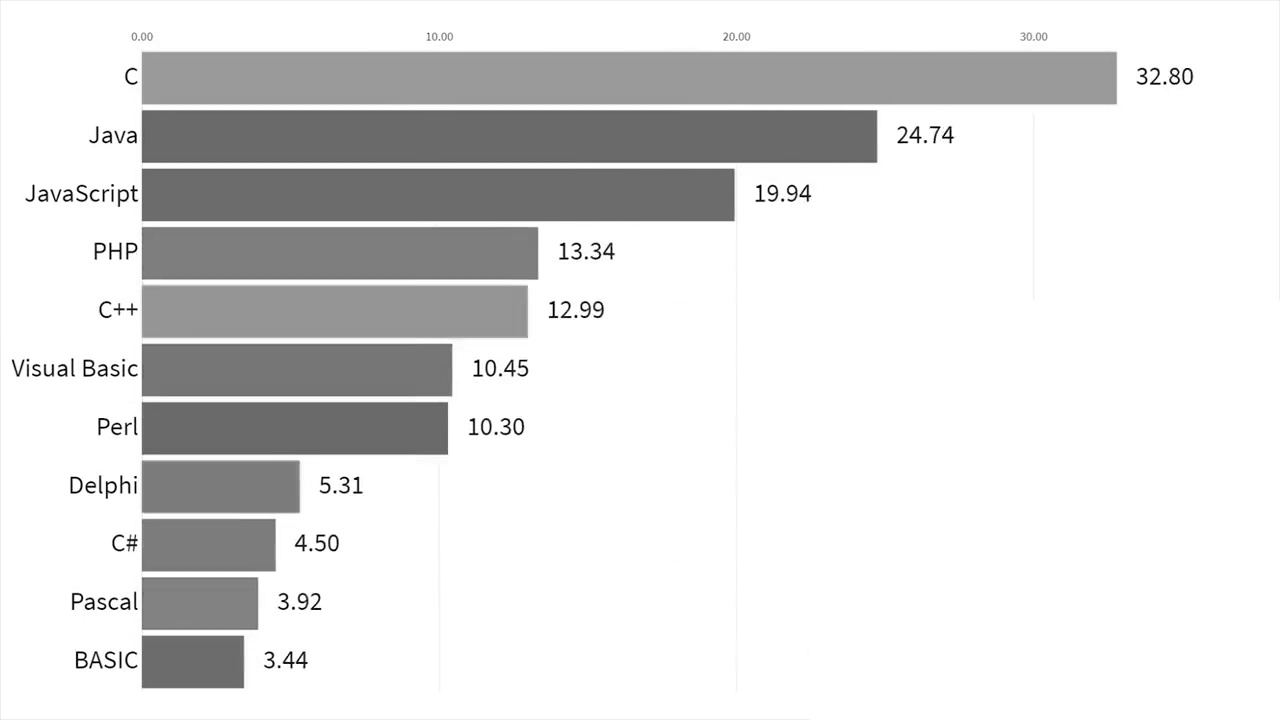 0.00 10.00 20.00 30.00
C 32.80
Java 24.74
JavaScript 19.94
PHP 13.34
C++ 12.99
Visual Basic 10.45
Perl 10.30
Delphi 5.31
C# 4.50
Pascal 3.92
BASIC 3.44